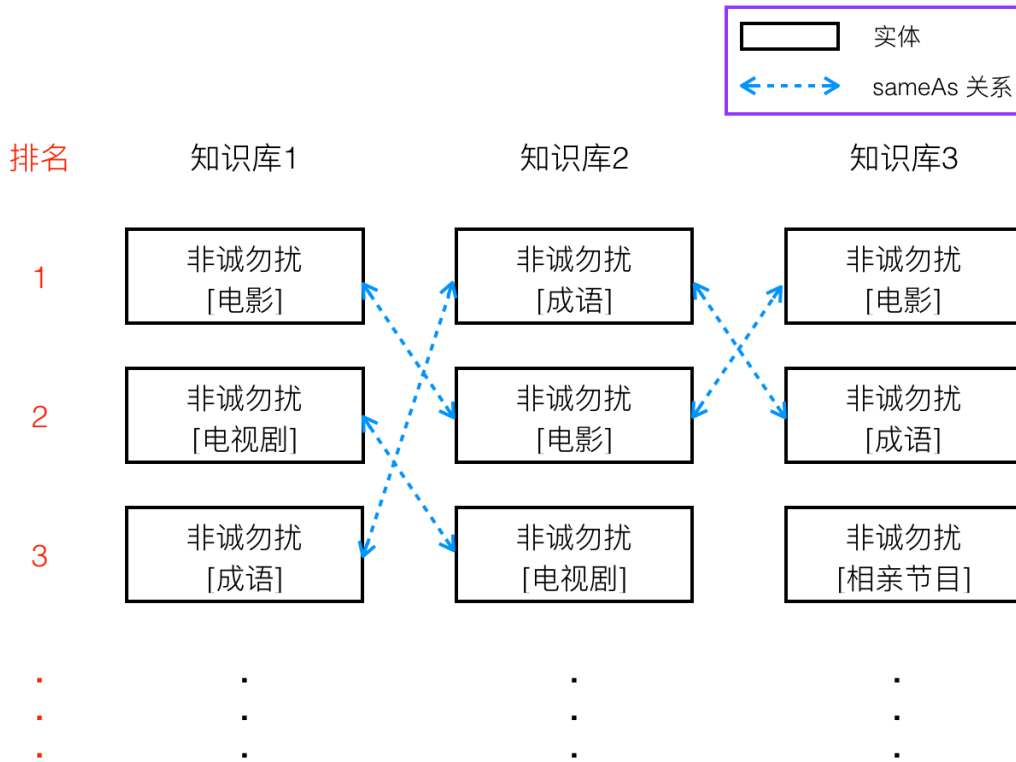 实体
sameAs 关系
排名
知识库1
知识库2
知识库3
1
非诚勿扰
[电影]
非诚勿扰
[成语]
非诚勿扰
[电影]
2
非诚勿扰
[电视剧]
非诚勿扰
[电影]
非诚勿扰
[成语]
3
非诚勿扰
[成语]
非诚勿扰
[电视剧]
非诚勿扰
[相亲节目]